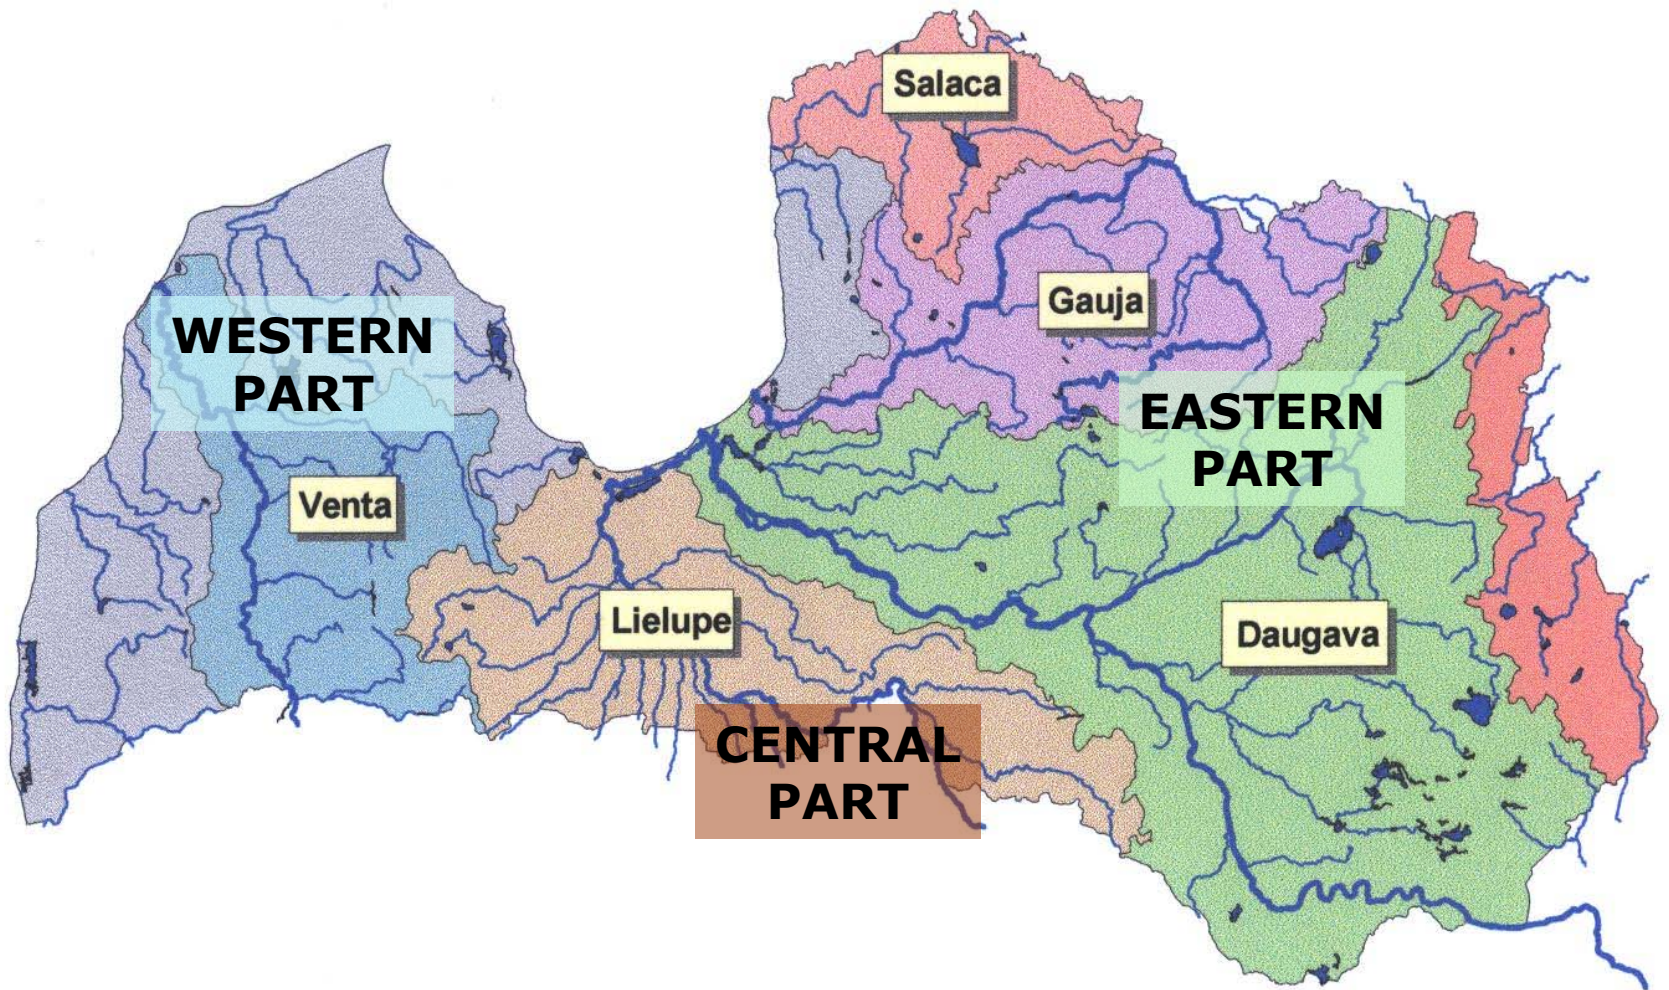 Salaca
Gauja
WESTERN
PART
EASTERN
PART
Venta
Lielupe
Daugava
CENTRAL
PART